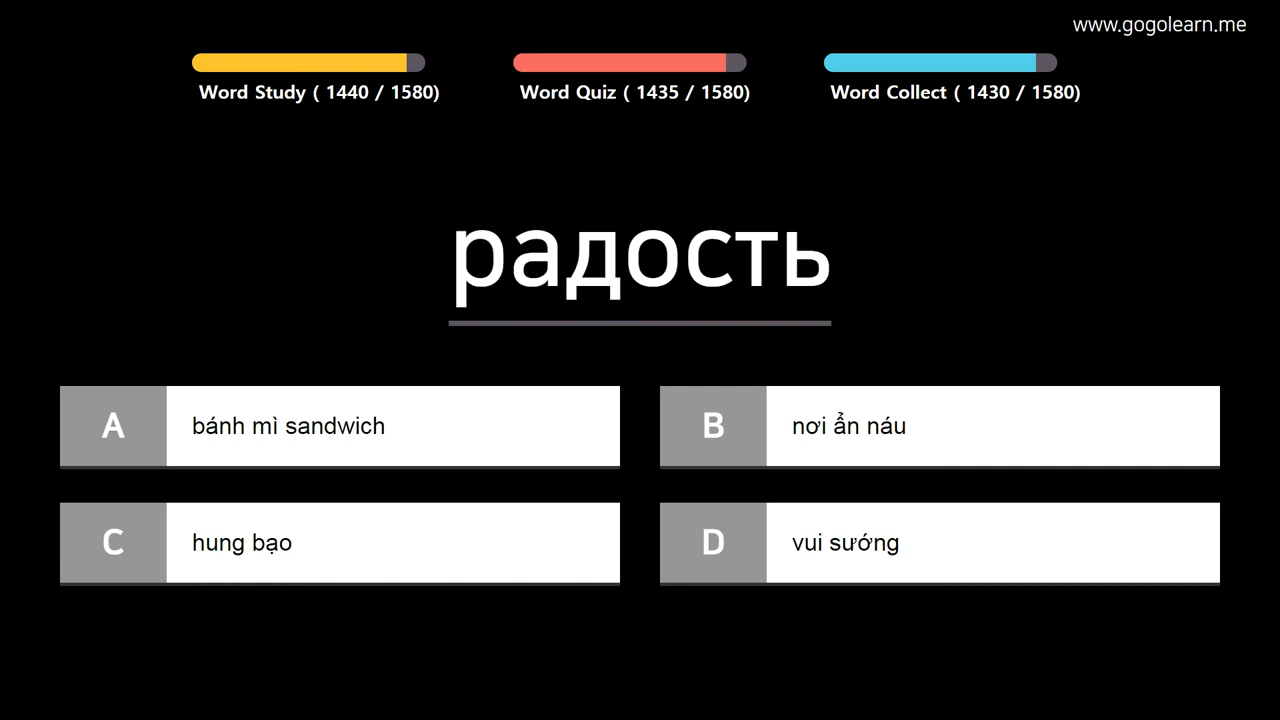 www.gogolearn.me
Word Study ( 1440 / 1580)
Word Quiz ( 1435 / 1580)
Word Collect ( 1430 / 1580)
радость
A bánh mì sandwich
B nơi ẩn náu
C hung bạo
D vui sướng